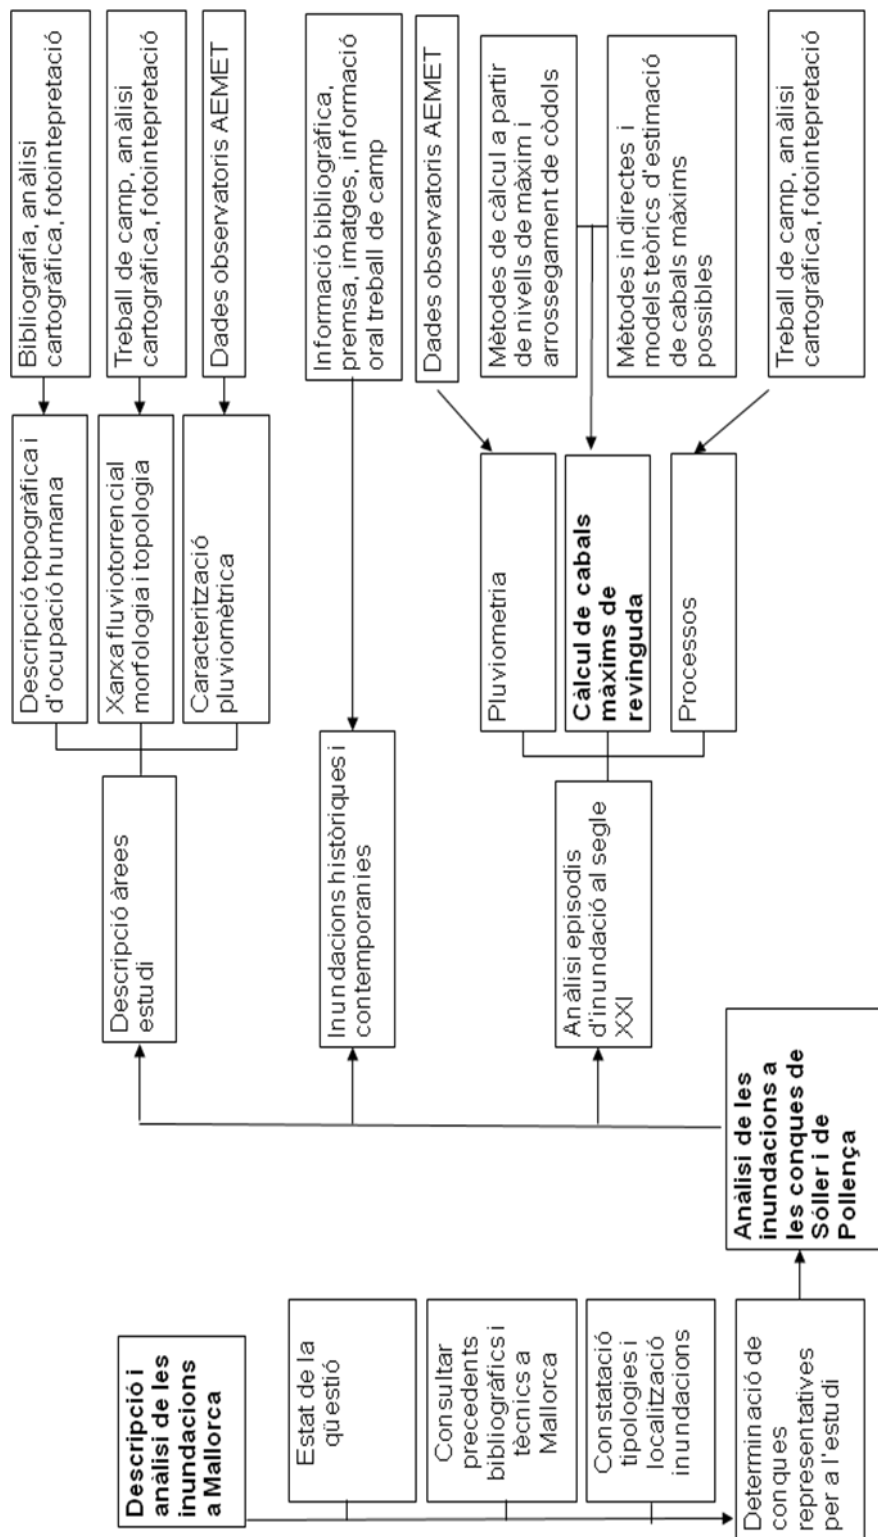 Descripció i
anàlisi de les
inundacions
a Mallorca
Estat de la
qüestió
Consultar
precedents
bibliogràfics i
tècnics a
Mallorca
Constatació
tipologies i
localització
inundacions
Determinació de
conques
representatives
per a l'estudi
Anàlisi de les
inundacions a
les conques de
Sóller i de
Pollença
Descripció àrees
estudi
Inundacions històriques i
contemporanies
Anàlisi episodis
d'inundació al segle
XXI
Descripció topogràfica i
d'ocupació humana
Xarxa fluviotorrencial
morfologia i topologia
Caracterització
pluviomètrica
Pluviometria
Càlcul de cabals
màxims de
revinguda
Processos
Bibliografia, anàlisi
cartogràfica, fotointepretació
Treball de camp, anàlisi
cartogràfica, fotointepretació
Dades observatoris AEMET
Informació bibliogràfica,
premsa, imatges, informació
oral treball de camp
Dades observatoris AEMET
Mètodes de càlcul a partir
de nivells de màxim i
arrossegament de còdols
Mètodes indirectes i
models teòrics d'estimació
de cabals màxims
possibles
Treball de camp, anàlisi
cartogràfica, fotointepretació